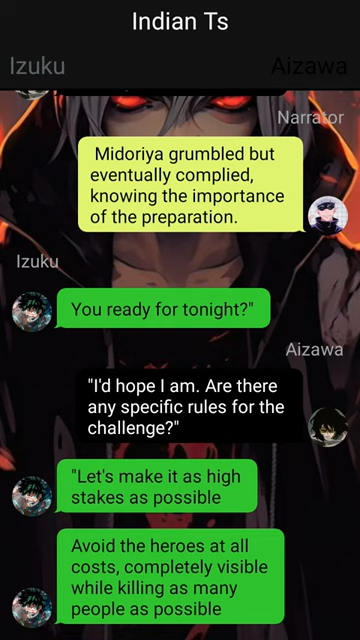 Indian Ts
Izuku
Aizawa
Narrator
Midoriya grumbled but
eventually complied,
knowing the importance
of the preparation.
Izuku
You ready for tonight?"
Aizawa
"I'd hope I am. Are there
any specific rules for the
challenge?"
"Let's make it as high
stakes as possible
Avoid the heroes at all
costs, completely visible
while killing as many
people as possible